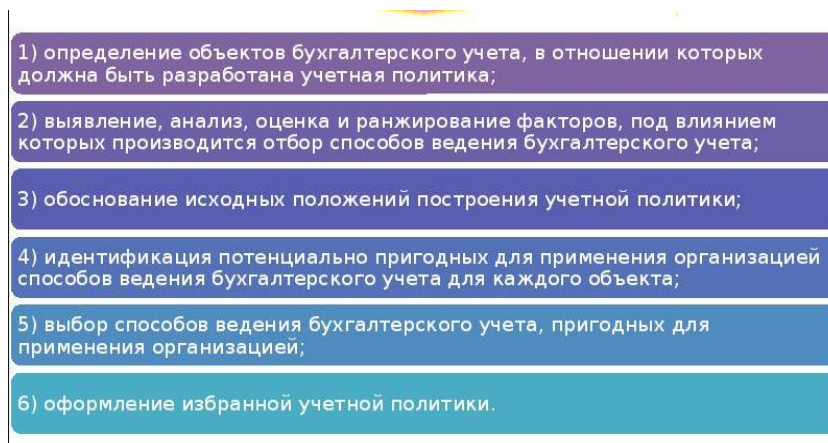 1) определение объектов бухгалтерского учета, в отношении которых
должна быть разработана учетная политика;
2) выявление, анализ, оценка и ранжирование факторов, под влиянием
которых производится отбор способов ведения бухгалтерского учета;
3) обоснование исходных положений построения учетной политики;
4) идентификация потенциально пригодных для применения организацией
способов ведения бухгалтерского учета для каждого объекта;
5) выбор способов ведения бухгалтерского учета, пригодных для
применения организацией;
6) оформление избранной учетной политики.